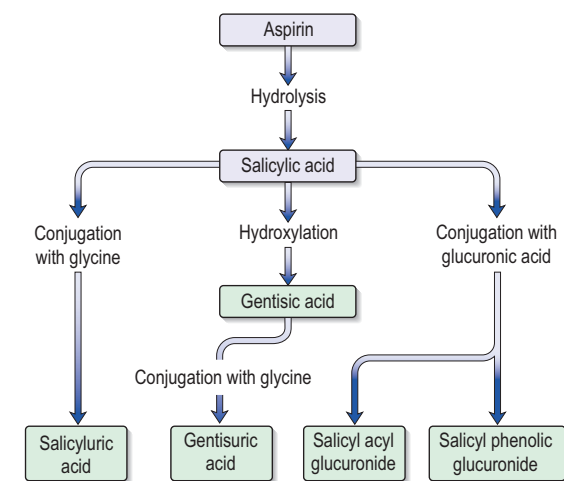 Aspirin
Hydrolysis
Salicylic acid
Conjugation
with glycine
Hydroxylation
Conjugation with
glucuronic acid
Gentisic acid
Conjugation with glycine
Salicyluric
acid
Gentisuric
acid
Salicyl acyl
glucuronide
Salicyl phenolic
glucuronide